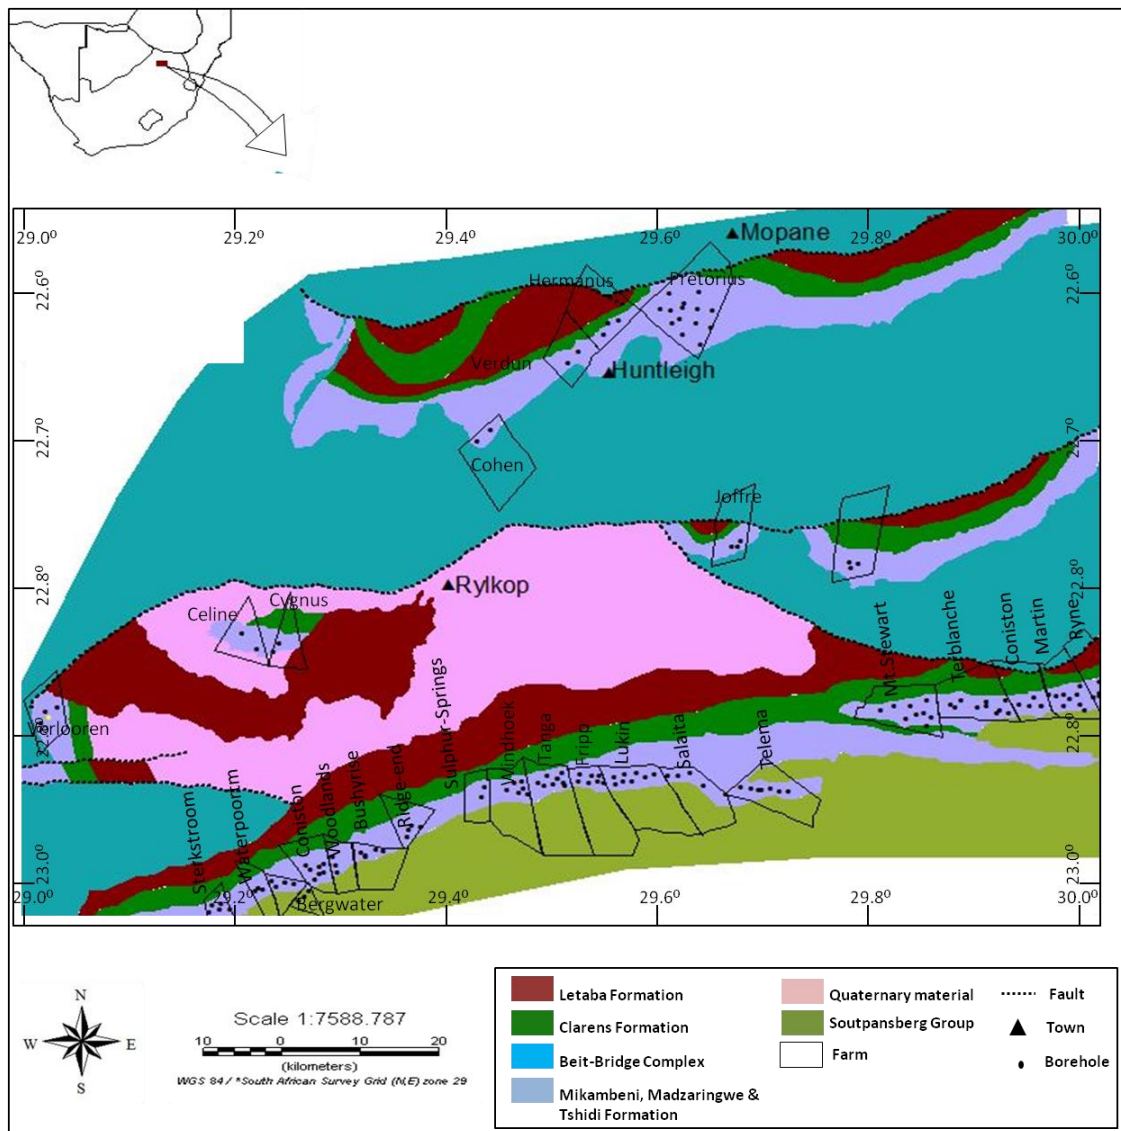 29.0⁰ 29.2⁰ 29.4⁰ 29.6⁰ 29.8⁰ 30.0⁰
Mopane
Hermanus
Pretorius
22.6⁰
22.6⁰
Verdun
Huntleigh
22.7⁰
22.7⁰
Cohen
Joffre
22.8⁰
Rylkop
22.8⁰
Celine
Cygnus
Mt.Stewart
Terblanche
Coniston
Martin
Ryne
Verlooren
22.8⁰
22.8⁰
Sulphur-Springs
Windhoek
Tanga
Fripp
Lukin
Salaita
Telema
Sterkstroom
Waterpoortm
Coniston
Woodlands
Bushyrise
Ridge-end
Bergwater
23.0⁰
23.0⁰
29.0⁰ 29.2⁰ 29.4⁰ 29.6⁰ 29.8⁰ 30.0⁰
N
W E
S
Scale 1:7588.787
10 0 10 20
(kilometers)
WGS 84 / *South African Survey Grid (N,E) zone 29
Letaba Formation
Clarens Formation
Beit-Bridge Complex
Mikambeni, Madzaringwe &
Tshidi Formation
Quaternary material
Soutpansberg Group
Farm
Fault
Town
Borehole